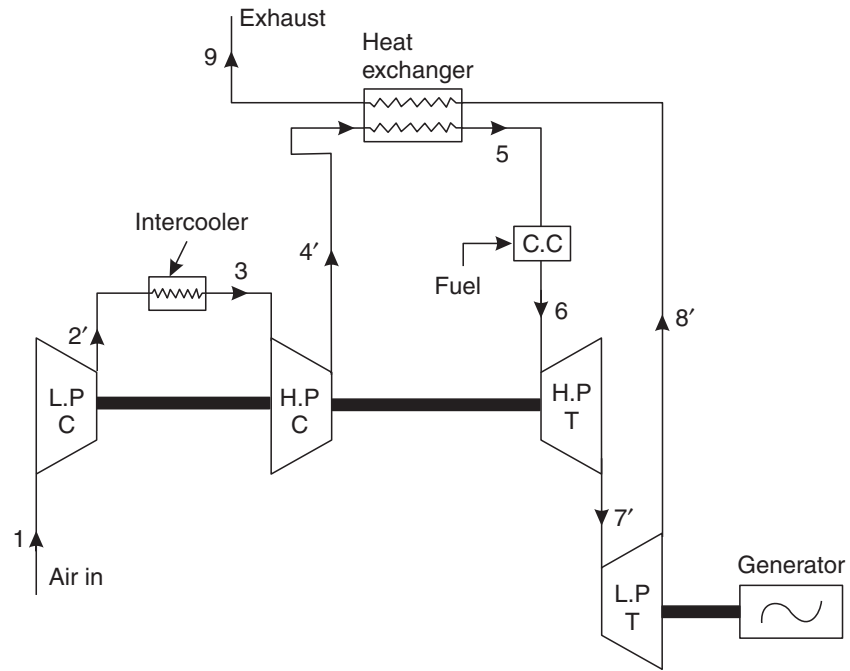 Exhaust
9
Heat
exchanger
5
Intercooler
4′
C.C
3
Fuel
6
2′
8′
L.P
C
H.P
C
H.P
T
7′
1
Air in
Generator
L.P
T